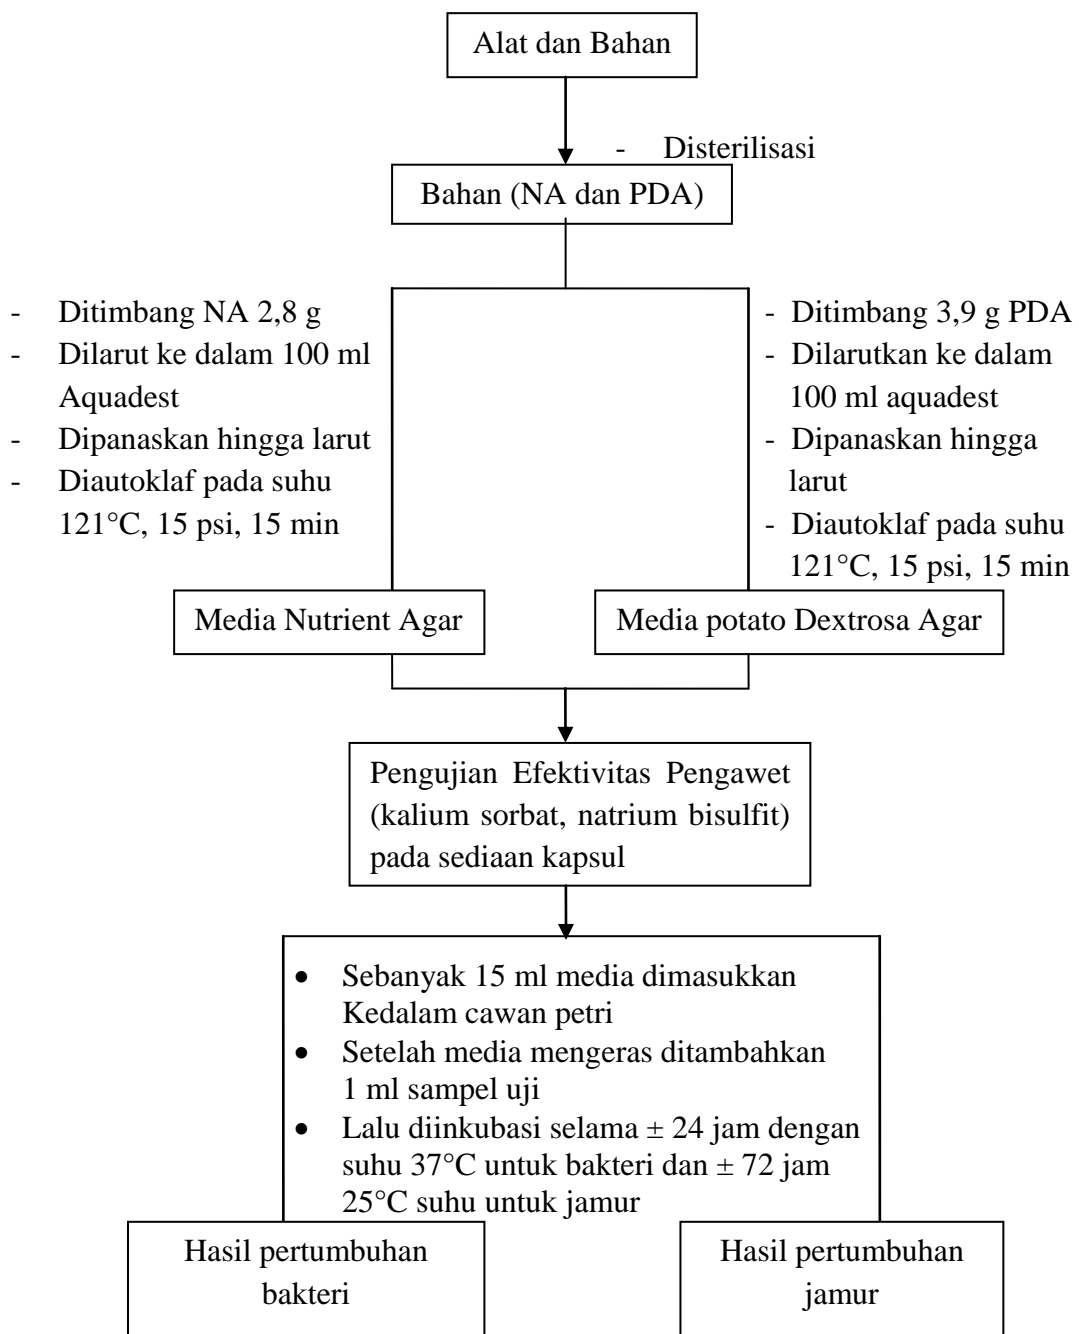 Alat dan Bahan
- Disterilisasi
Bahan (NA dan PDA)
- Ditimbang NA 2,8 g
- Dilarut ke dalam 100 ml
Aquadest
- Dipanaskan hingga larut
- Diautoklaf pada suhu
121°C, 15 psi, 15 min
- Ditimbang 3,9 g PDA
- Dilarutkan ke dalam
100 ml aquadest
- Dipanaskan hingga
larut
- Diautoklaf pada suhu
121°C, 15 psi, 15 min
Media Nutrient Agar
Media potato Dextrosa Agar
Pengujian Efektivitas Pengawet
(kalium sorbat, natrium bisulfit)
pada sediaan kapsul
• Sebanyak 15 ml media dimasukkan
Kedalam cawan petri
• Setelah media mengeras ditambahkan
1 ml sampel uji
• Lalu diinkubasi selama ± 24 jam dengan
suhu 37°C untuk bakteri dan ± 72 jam
25°C suhu untuk jamur
Hasil pertumbuhan
bakteri
Hasil pertumbuhan
jamur